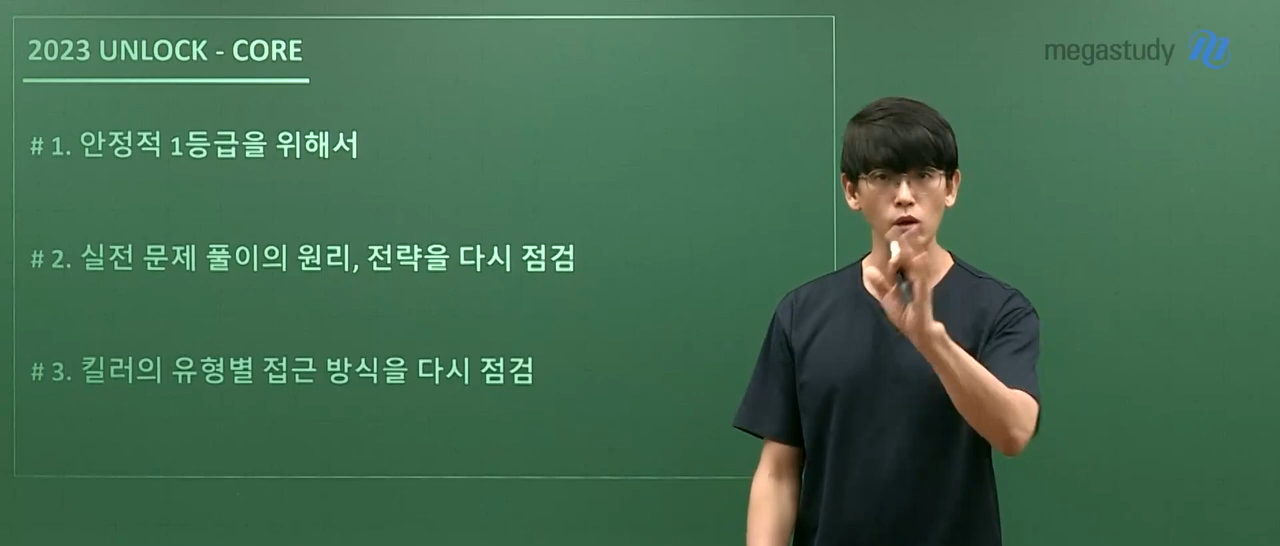 2023 UNLOCK - CORE
megastudy
# 1. 안정적 1등급을 위해서
# 2. 실전 문제 풀이의 원리, 전략을 다시 점검
# 3. 킬러의 유형별 접근 방식을 다시 점검